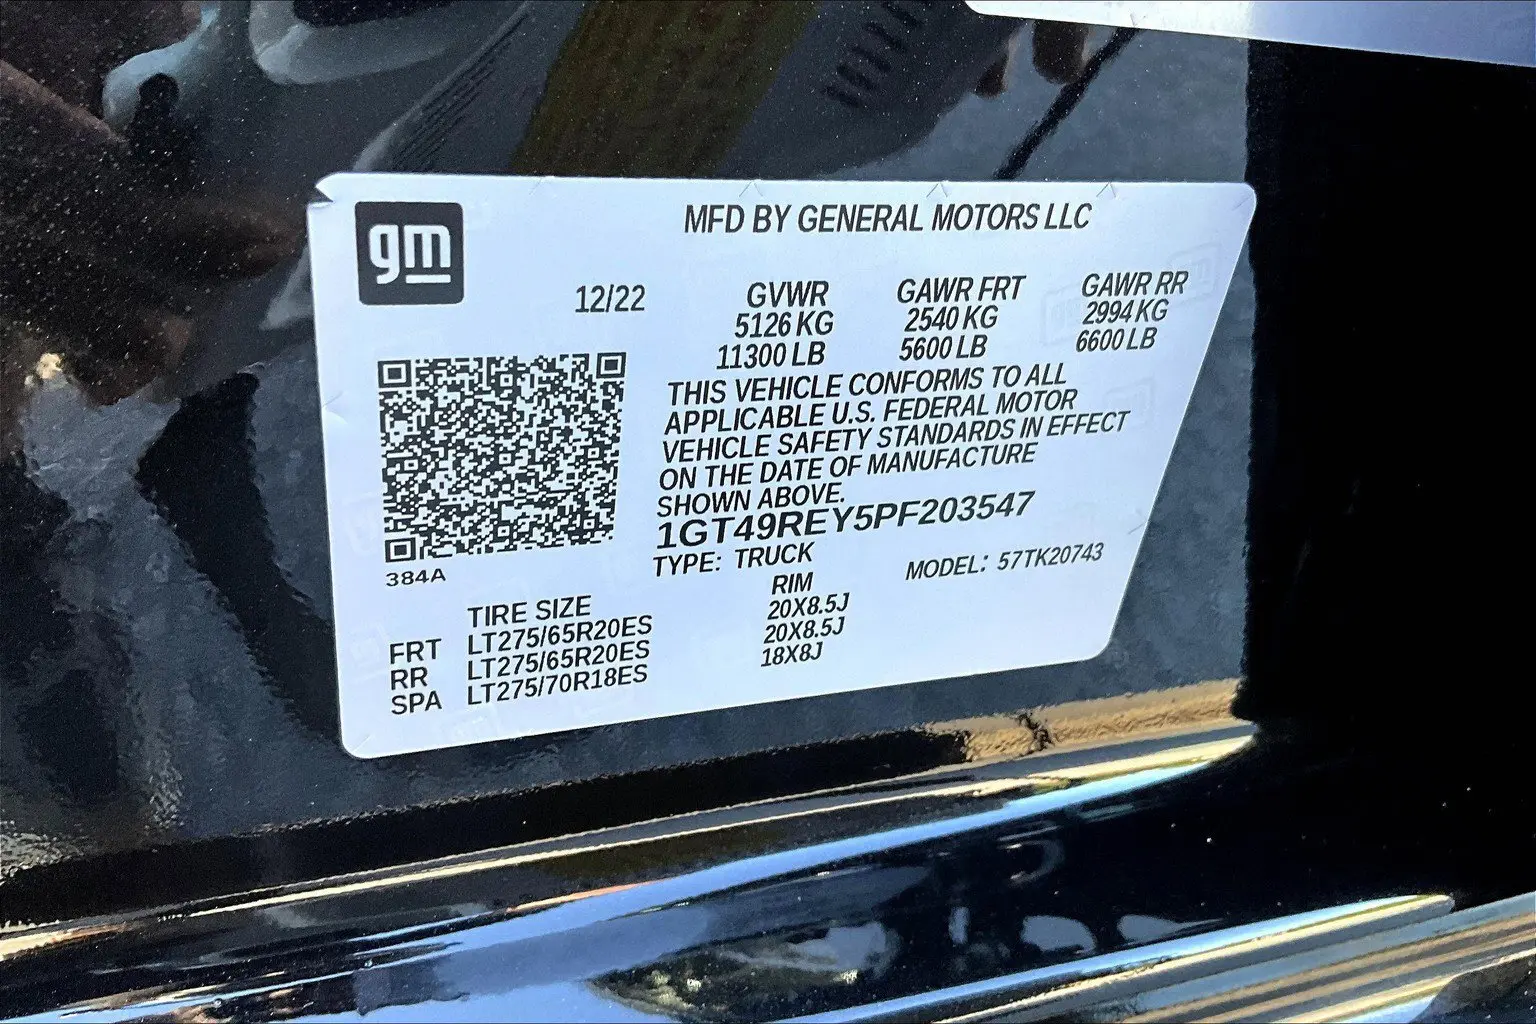 gm
MFD BY GENERAL MOTORS LLC
12/22
GVWR GAWR FRT GAWR RR
5126 KG 2540 KG 2994 KG
11300 LB 5600 LB 6600 LB
THIS VEHICLE CONFORMS TO ALL
APPLICABLE U.S. FEDERAL MOTOR
VEHICLE SAFETY STANDARDS IN EFFECT
ON THE DATE OF MANUFACTURE
SHOWN ABOVE.
1GT49REY5PF203547
TYPE: TRUCK MODEL: 57TK20743
384A
TIRE SIZE RIM
FRT LT275/65R20ES 20X8.5J
RR LT275/65R20ES 20X8.5J
SPA LT275/70R18ES 18X8J